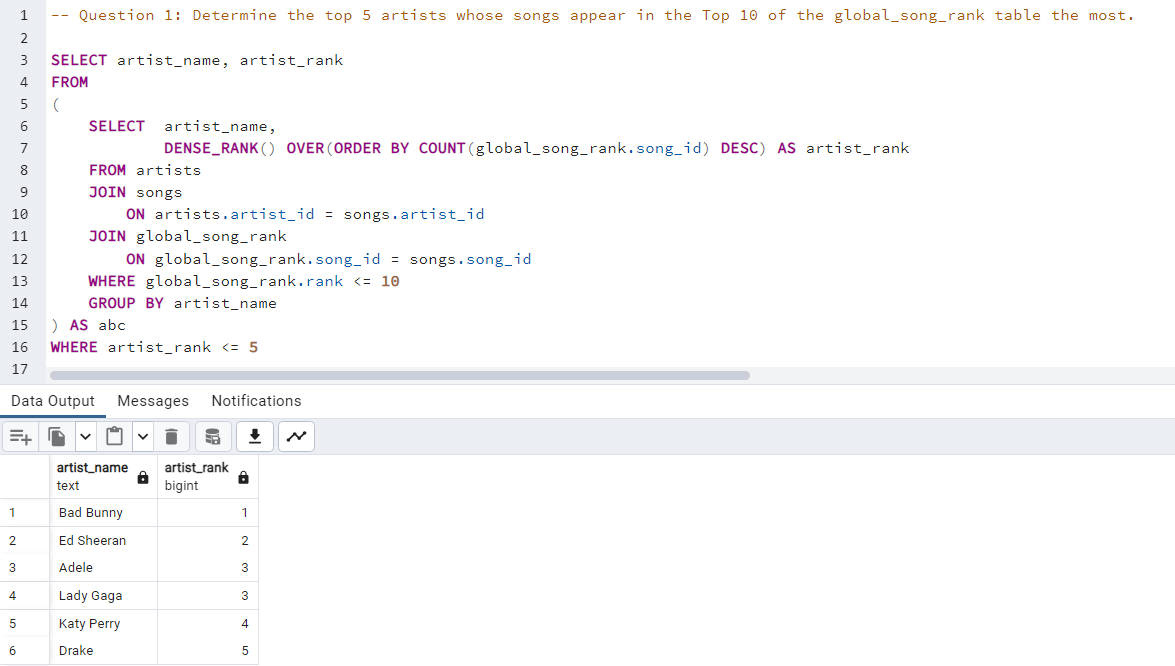 1 -- Question 1: Determine the top 5 artists whose songs appear in the Top 10 of the global_song_rank table the most.
2
3 SELECT artist_name, artist_rank
4 FROM
5 (
6 SELECT  artist_name,
7 DENSE_RANK() OVER(ORDER BY COUNT(global_song_rank.song_id) DESC) AS artist_rank
8 FROM artists
9 JOIN songs
10 ON artists.artist_id = songs.artist_id
11 JOIN global_song_rank
12 ON global_song_rank.song_id = songs.song_id
13 WHERE global_song_rank.rank <= 10
14 GROUP BY artist_name
15 ) AS abc
16 WHERE artist_rank <= 5
17
Data Output Messages Notifications
artist_name artist_rank
text bigint
1 Bad Bunny 1
2 Ed Sheeran 2
3 Adele 3
4 Lady Gaga 3
5 Katy Perry 4
6 Drake 5